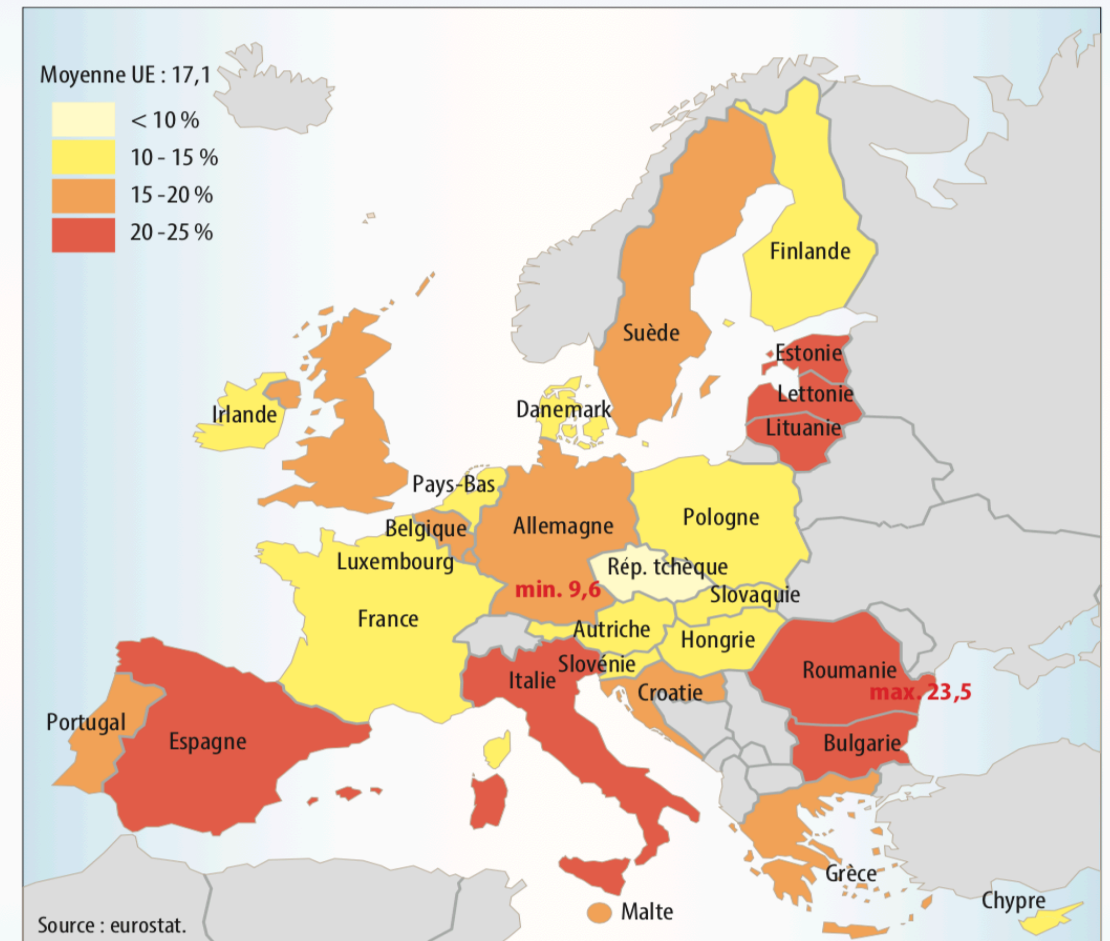 Moyenne UE : 17,1
< 10 %
10 - 15 %
15 -20 %
20 -25 %
Finlande
Suède
Estonie
Lettonie
Lituanie
Danemark
Irlande
Pays-Bas
Belgique
Allemagne
Pologne
Luxembourg
Rép. tchèque
min. 9,6
Slovaquie
France
Autriche
Hongrie
Slovénie
Italie
Croatie
Roumanie
max. 23,5
Portugal
Espagne
Bulgarie
Grèce
Chypre
Malte
Source : eurostat.